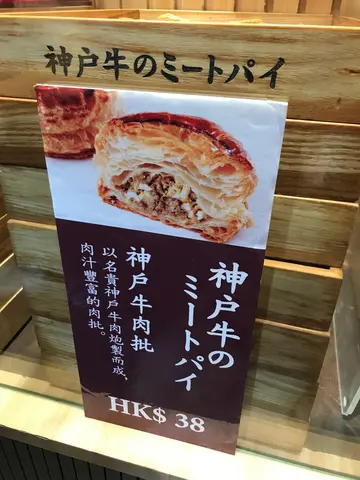 神戸牛のミートパイ
神戸牛の
ミートパイ
神戶牛肉批
以名貴神戶牛肉炮製而成、
肉汁豐富的肉批。
HK$ 38